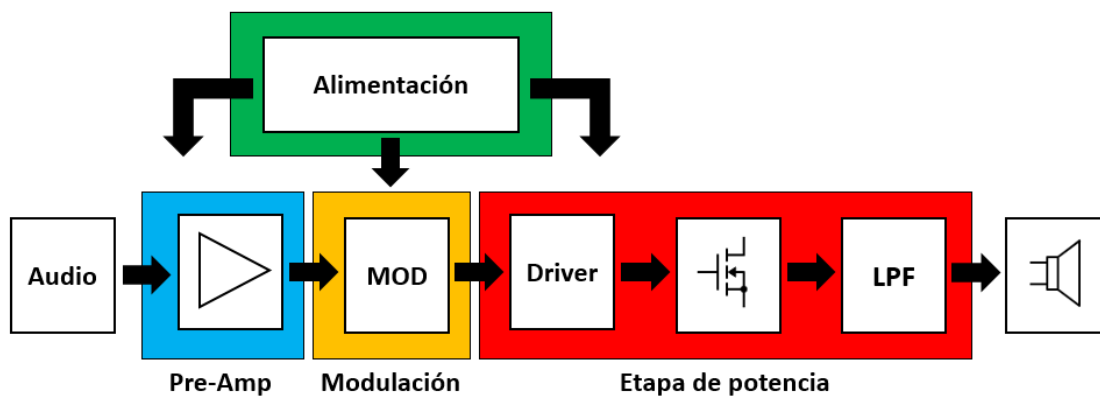 Alimentación
Audio
MOD
Driver
LPF
Pre-Amp
Modulación
Etapa de potencia